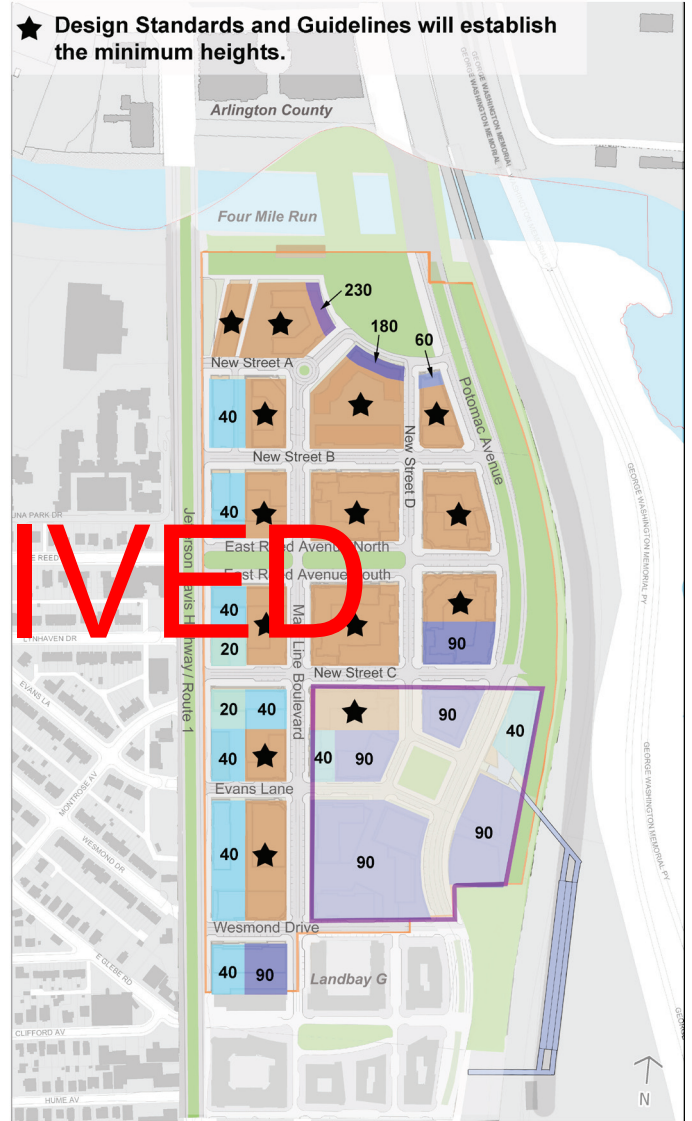 Design Standards and Guidelines will establish
the minimum heights.
GEORGE WASHINGTON MEMORIAL
GEORGE WASHINGTON MEMORIAL
Arlington County
Four Mile Run
230
180
60
New Street A
40
New Street B
New Street D
Potomac Avenue
40
INA PARK DR
IVED
East Reed Avenue North
East Reed Avenue South
E REED
Jefferson Davis Highway / Route 1
GEORGE WASHINGTON MEMORIAL PY
40
20
90
LYNHAVEN DR
New Street C
EVANS LA
20
40
90
40
40
40
90
Evans Lane
MONTROSE AV
GEORGE WASHINGTON MEMORIAL PY
WESMOND DR
40
90
90
Wesmond Drive
E GLEBE RD
40
90
Landbay G
CLIFFORD AV
HUME AV
N